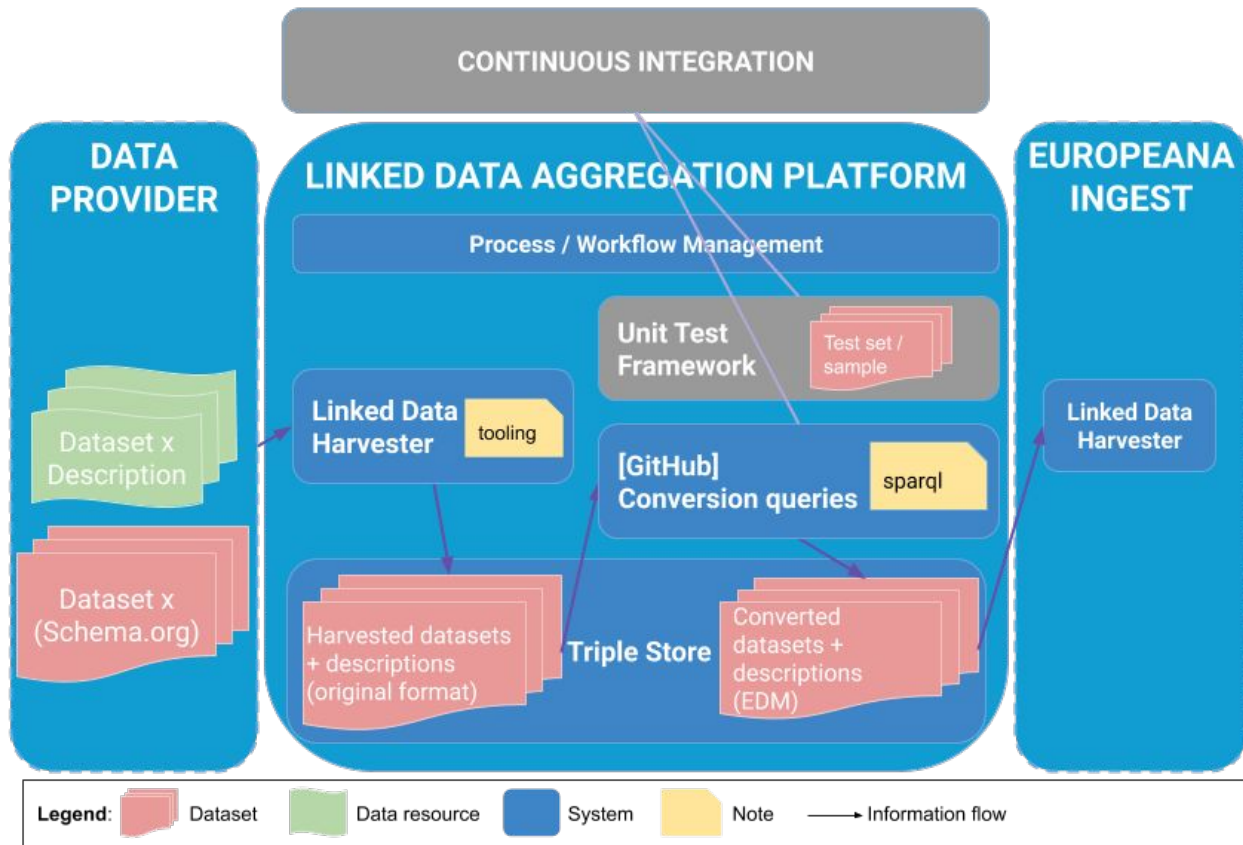 CONTINUOUS INTEGRATION
DATA
PROVIDER
LINKED DATA AGGREGATION PLATFORM
EUROPEANA
INGEST
Process / Workflow Management
Unit Test
Framework
Test set /
sample
Dataset x
Description
Linked Data
Harvester
tooling
[GitHub]
Conversion queries
sparql
Linked Data
Harvester
Dataset x
(Schema.org)
Harvested datasets
+ descriptions
(original format)
Triple Store
Converted
datasets +
descriptions
(EDM)
Legend: Dataset Data resource System Note Information flow